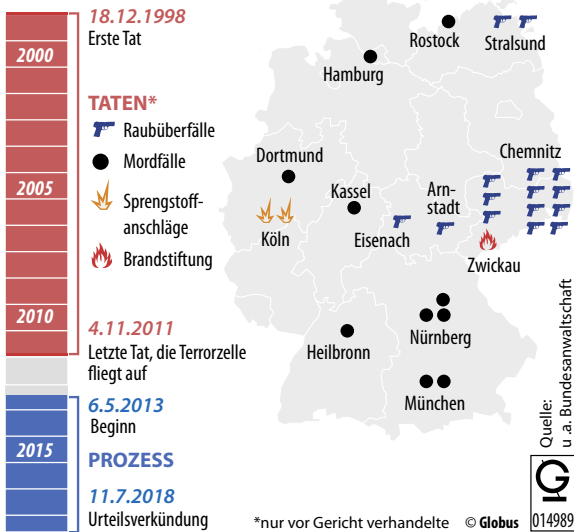 18.12.1998
Erste Tat
2000
2005
2010
2015
TATEN*
Raubüberfälle
Mordfälle
Sprengstoff-
anschläge
Brandstiftung
4.11.2011
Letzte Tat, die Terrorzelle
fliegt auf
6.5.2013
Beginn
PROZESS
11.7.2018
Urteilsverkündung
Rostock
Stralsund
Hamburg
Dortmund
Kassel
Köln
Eisenach
Arn-
stadt
Chemnitz
Zwickau
Heilbronn
Nürnberg
München
*nur vor Gericht verhandelte
© Globus
Quelle:
u.a. Bundesanwaltschaft
G
014989